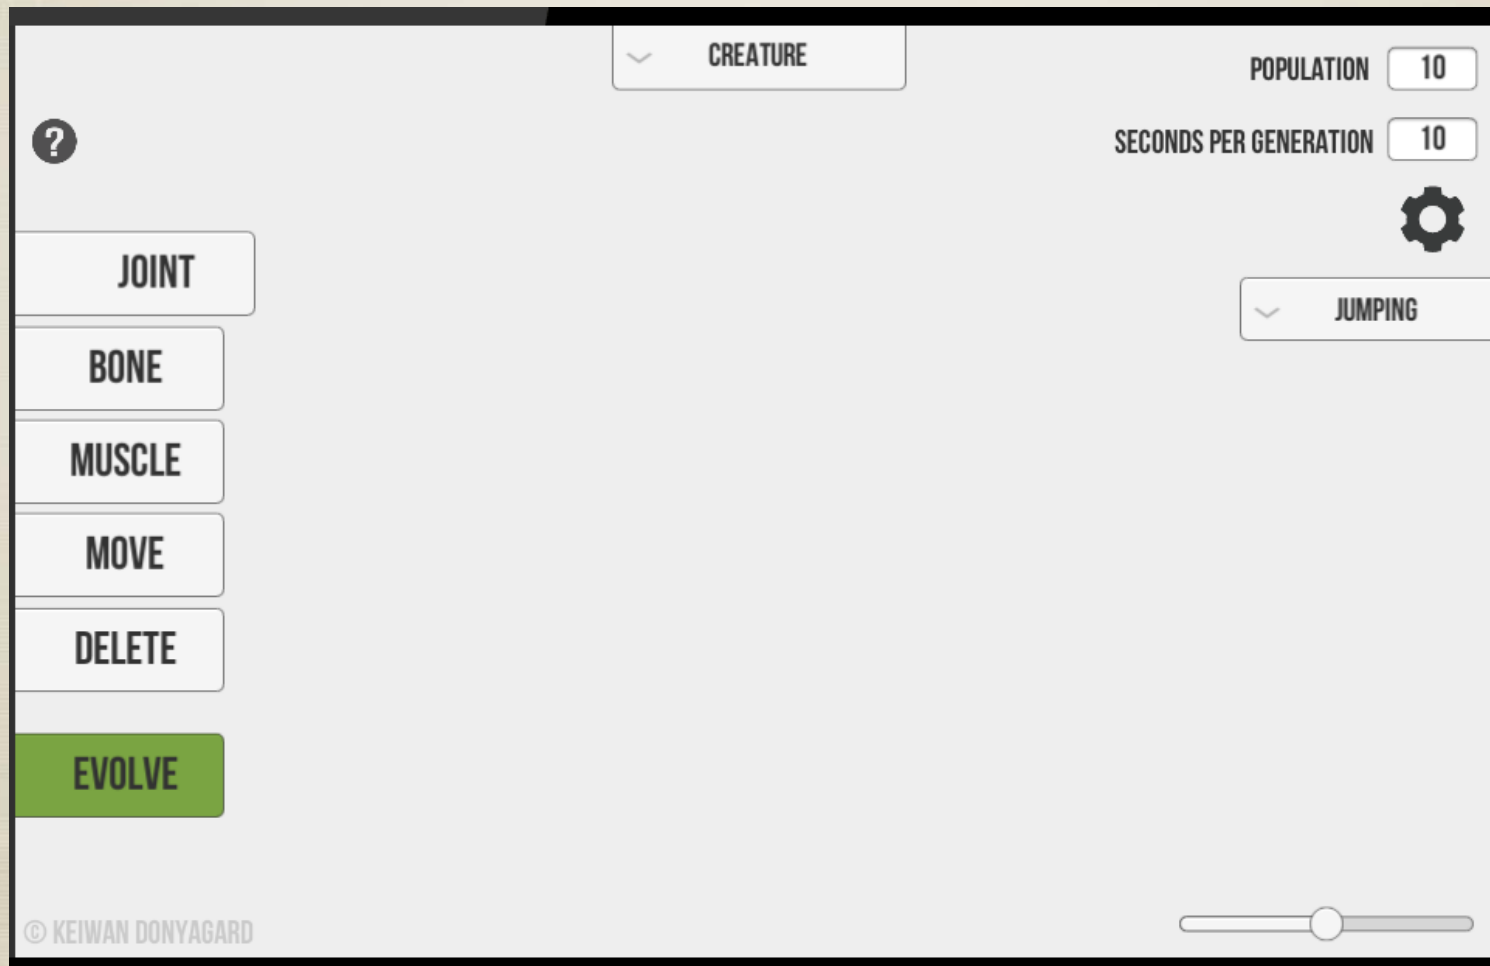 CREATURE
POPULATION 10
?
SECONDS PER GENERATION 10
JOINT
JUMPING
BONE
MUSCLE
MOVE
DELETE
EVOLVE
© KEIWAN DONYAGARD